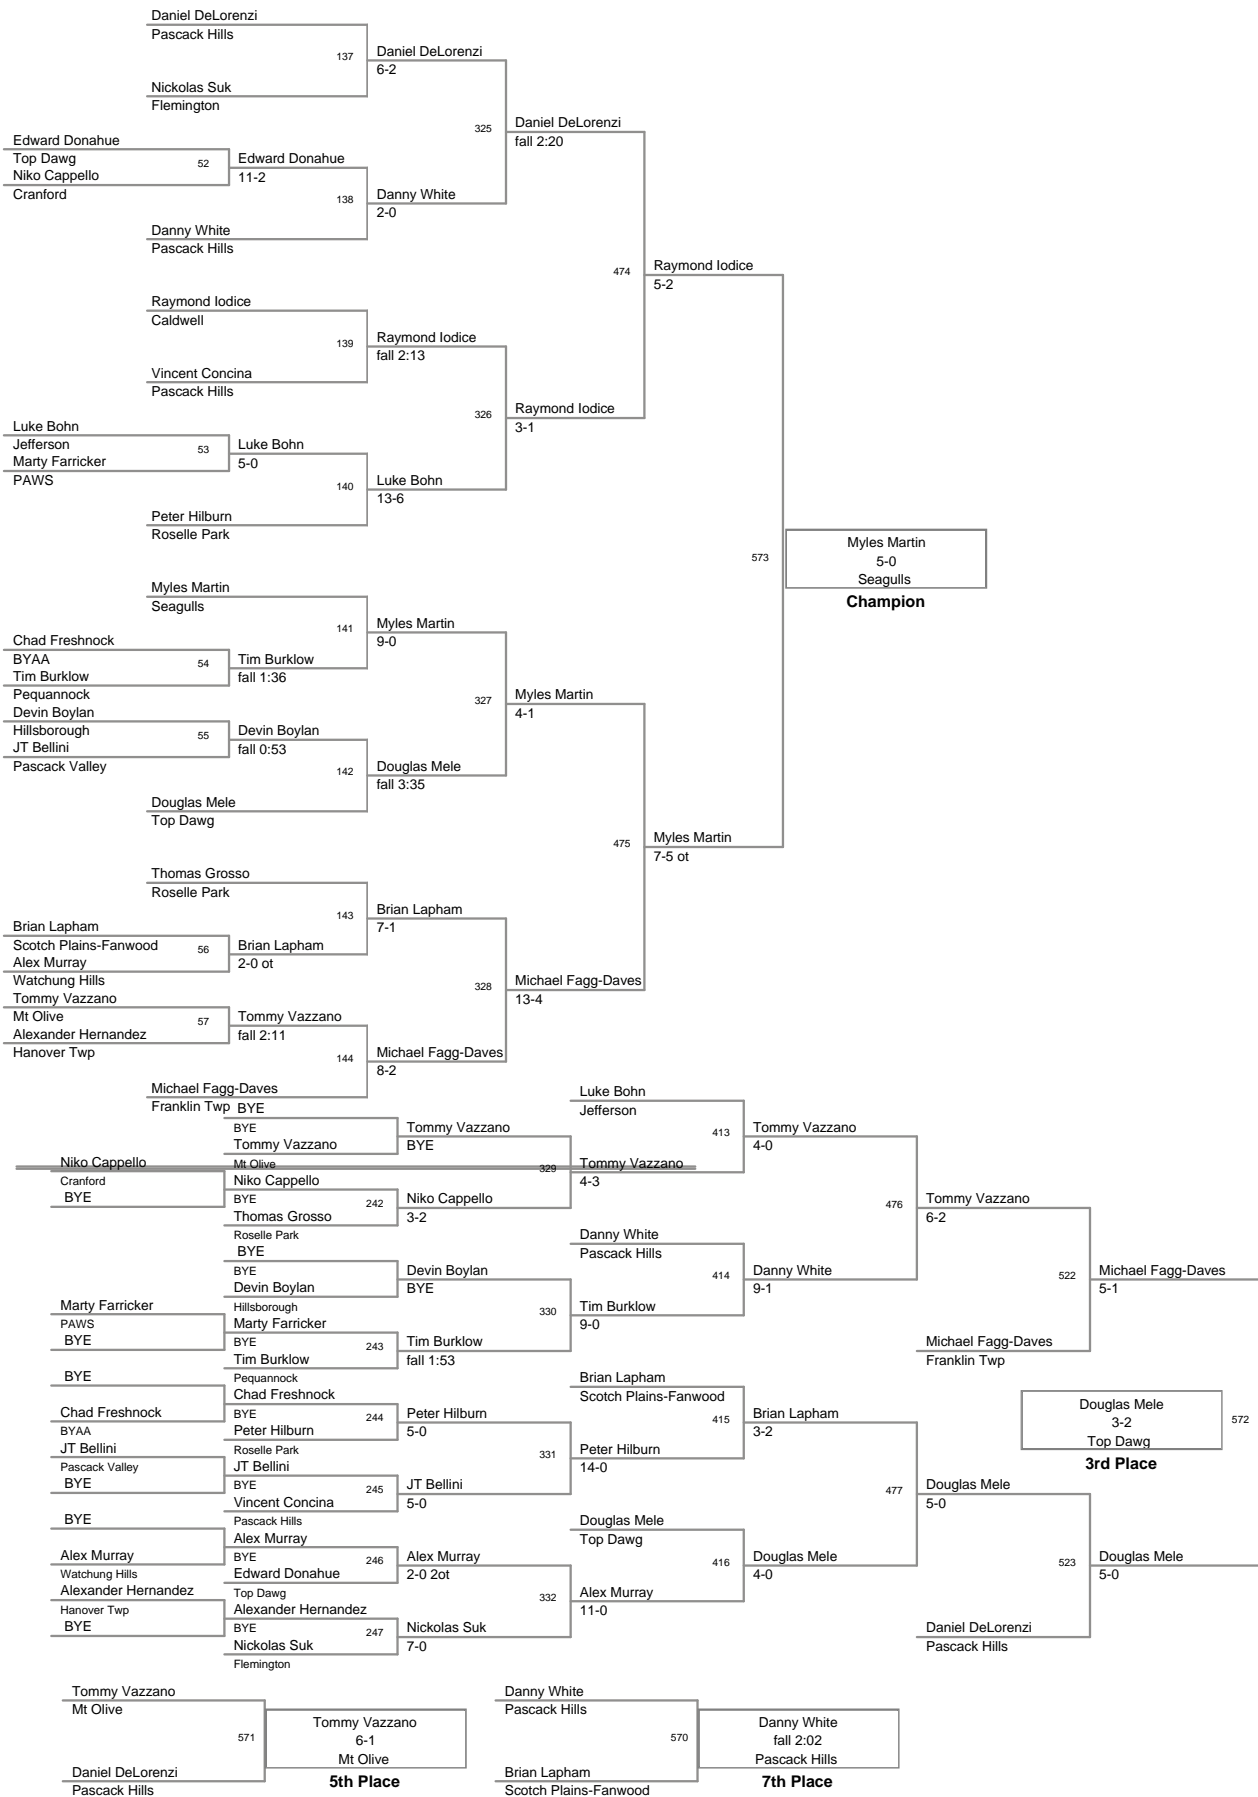 Daniel DeLorenzi
Pascack Hills
137
Daniel DeLorenzi
6-2
Nickolas Suk
Flemington
325
Daniel DeLorenzi
fall 2:20
Edward Donahue
Top Dawg
52
Edward Donahue
11-2
Niko Cappello
Cranford
138
Danny White
2-0
Danny White
Pascack Hills
474
Raymond Iodice
5-2
Raymond Iodice
Caldwell
139
Raymond Iodice
fall 2:13
Vincent Concina
Pascack Hills
326
Raymond Iodice
3-1
Luke Bohn
Jefferson
53
Luke Bohn
5-0
Marty Farricker
PAWS
140
Luke Bohn
13-6
Peter Hilburn
Roselle Park
573
Myles Martin
5-0
Seagulls
Champion
Myles Martin
Seagulls
141
Myles Martin
9-0
Chad Freshnock
BYAA
54
Tim Burklow
fall 1:36
Tim Burklow
Pequannock
327
Myles Martin
4-1
Devin Boylan
Hillsborough
55
Devin Boylan
fall 0:53
JT Bellini
Pascack Valley
142
Douglas Mele
fall 3:35
Douglas Mele
Top Dawg
475
Myles Martin
7-5 ot
Thomas Grosso
Roselle Park
143
Brian Lapham
7-1
Brian Lapham
Scotch Plains-Fanwood
56
Brian Lapham
2-0 ot
Alex Murray
Watchung Hills
328
Michael Fagg-Daves
13-4
Tommy Vazzano
Mt Olive
57
Tommy Vazzano
fall 2:11
Alexander Hernandez
Hanover Twp
144
Michael Fagg-Daves
8-2
Michael Fagg-Daves
Franklin Twp
BYE
BYE
Tommy Vazzano
BYE
Tommy Vazzano
Mt Olive
329
Tommy Vazzano
4-3
Luke Bohn
Jefferson
413
Tommy Vazzano
4-0
Niko Cappello
Cranford
BYE
Niko Cappello
BYE
242
Niko Cappello
3-2
Thomas Grosso
Roselle Park
476
Tommy Vazzano
6-2
Danny White
Pascack Hills
414
Danny White
9-1
BYE
BYE
Devin Boylan
BYE
Devin Boylan
Hillsborough
330
Tim Burklow
9-0
Marty Farricker
PAWS
BYE
Marty Farricker
BYE
243
Tim Burklow
fall 1:53
Tim Burklow
Pequannock
522
Michael Fagg-Daves
5-1
Michael Fagg-Daves
Franklin Twp
BYE
Chad Freshnock
BYAA
Chad Freshnock
BYE
244
Peter Hilburn
5-0
Peter Hilburn
Roselle Park
Brian Lapham
Scotch Plains-Fanwood
415
Brian Lapham
3-2
331
Peter Hilburn
14-0
JT Bellini
Pascack Valley
BYE
JT Bellini
BYE
245
JT Bellini
5-0
Vincent Concina
Pascack Hills
Douglas Mele
3-2
Top Dawg
572
3rd Place
477
Douglas Mele
5-0
BYE
Alex Murray
Watchung Hills
Alex Murray
BYE
246
Alex Murray
2-0 2ot
Edward Donahue
Top Dawg
Douglas Mele
Top Dawg
416
Douglas Mele
4-0
332
Alex Murray
11-0
523
Douglas Mele
5-0
Alexander Hernandez
Hanover Twp
BYE
Alexander Hernandez
BYE
247
Nickolas Suk
7-0
Nickolas Suk
Flemington
Daniel DeLorenzi
Pascack Hills
Tommy Vazzano
Mt Olive
571
Tommy Vazzano
6-1
Mt Olive
5th Place
Daniel DeLorenzi
Pascack Hills
Danny White
Pascack Hills
570
Danny White
fall 2:02
Pascack Hills
7th Place
Brian Lapham
Scotch Plains-Fanwood